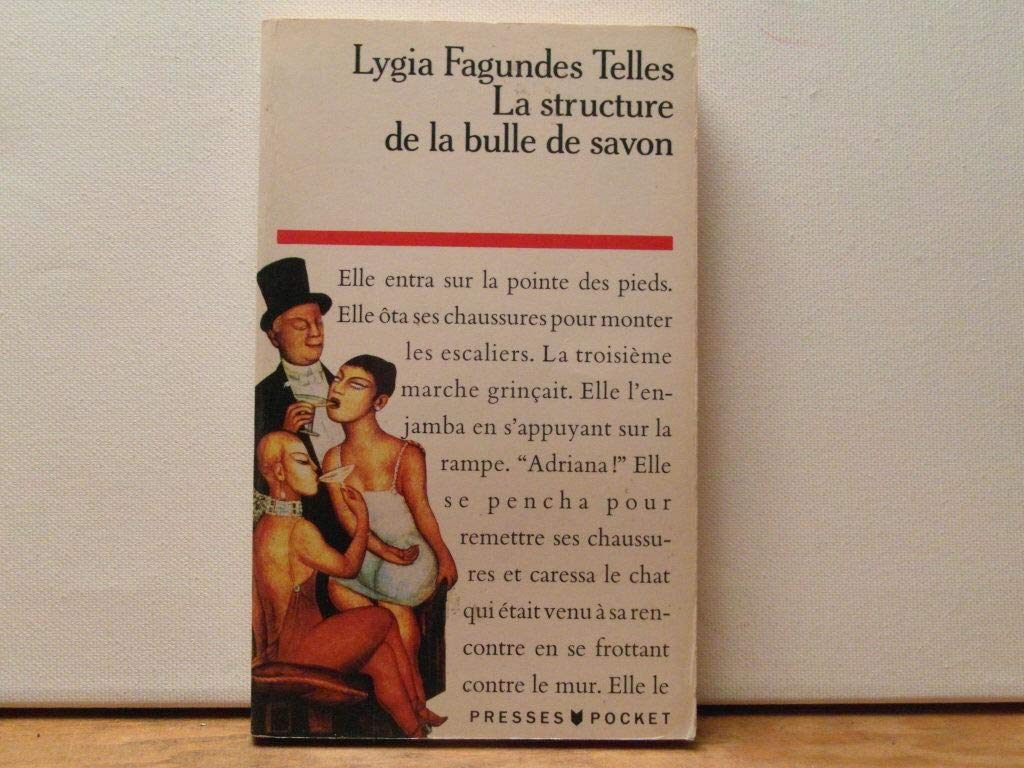 Lygia Fagundes Telles
La structure
de la bulle de savon
Elle entra sur la pointe des pieds.
Elle ôta ses chaussures pour monter
les escaliers. La troisième
marche grinçait. Elle l'en-
jamba en s'appuyant sur la
rampe. “Adriana!” Elle
se pencha pour
remettre ses chaussu-
res et caressa le chat
qui était venu à sa ren-
contre en se frottant
contre le mur. Elle le
PRESSES POCKET